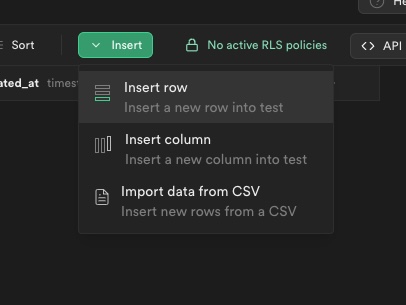 He
Sort
Insert
No active RLS policies
<> API
ated_at times
Insert row
Insert a new row into test
Insert column
Insert a new column into test
Import data from CSV
Insert new rows from a CSV